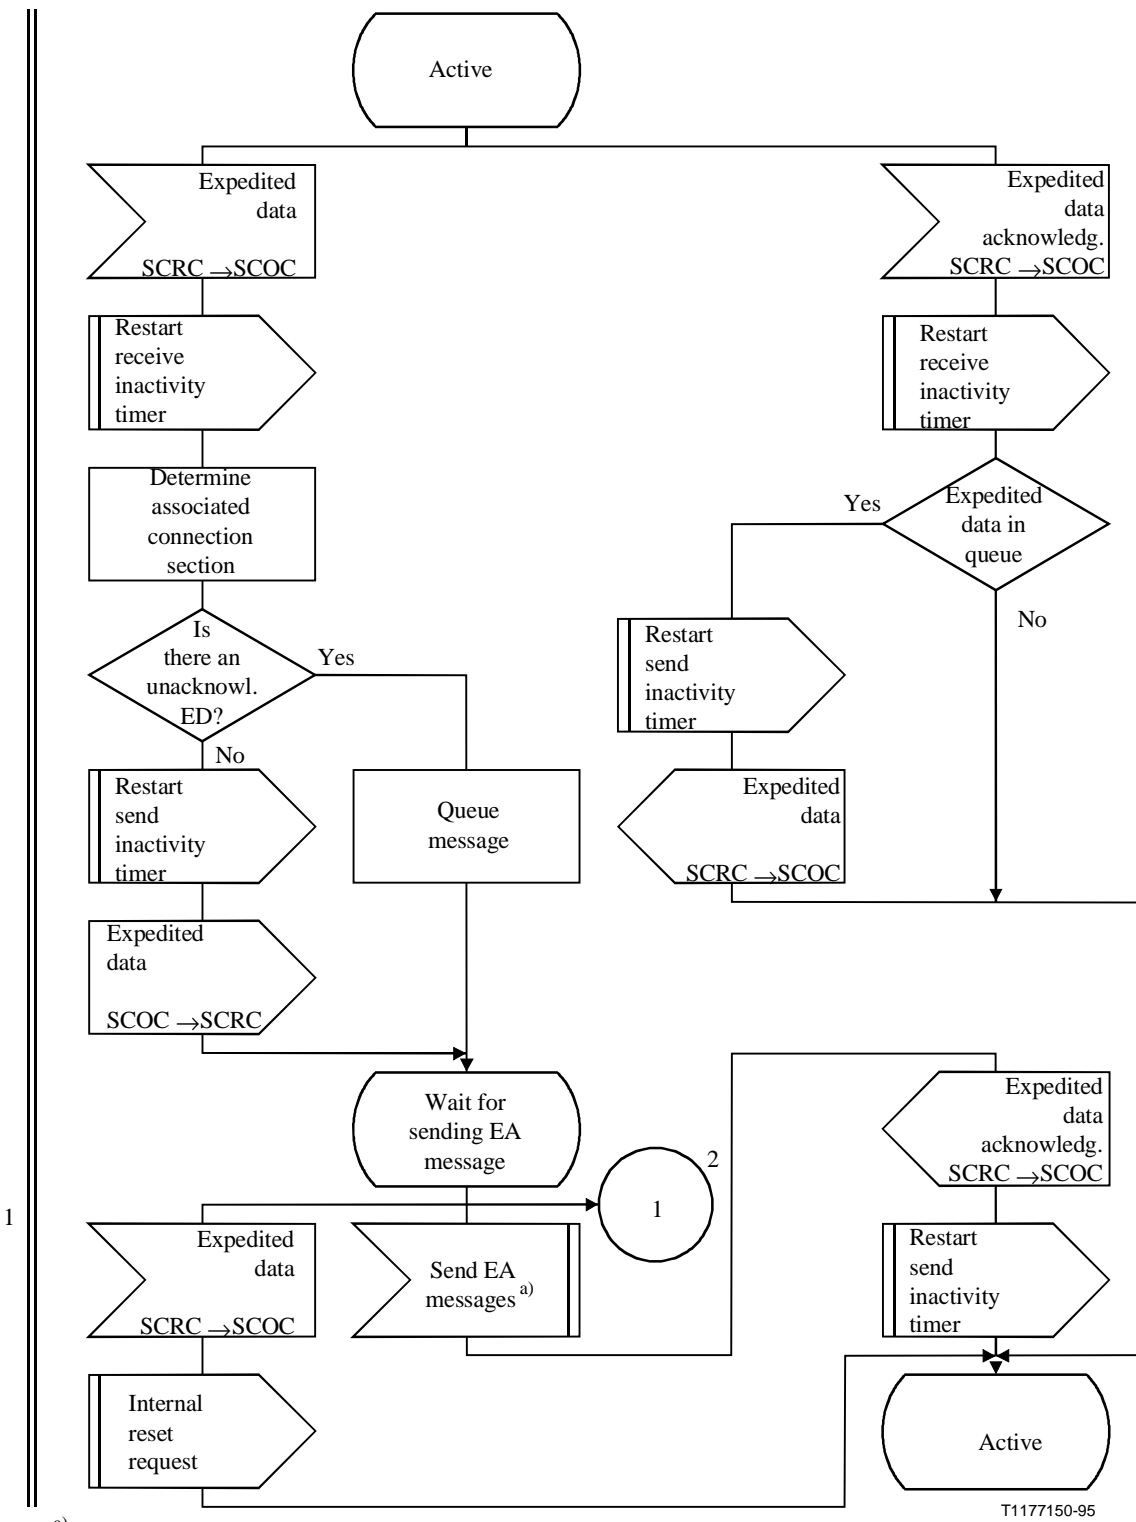 Active
Expedited
data
SCRC →SCOC
Expedited
data
acknowledg.
SCRC →SCOC
Restart
receive
inactivity
timer
Restart
receive
inactivity
timer
Determine
associated
connection
section
Yes
Expedited
data in
queue
No
Is
there an
unacknowl.
ED?
Yes
No
Restart
send
inactivity
timer
Restart
send
inactivity
timer
Queue
message
Expedited
data
SCRC →SCOC
Expedited
data
SCOC →SCRC
Wait for
sending EA
message
Expedited
data
acknowledg.
SCRC →SCOC
2
1
1
Expedited
data
SCRC →SCOC
Send EA
messages a)
Restart
send
inactivity
timer
Internal
reset
request
Active
T1177150-95
a)